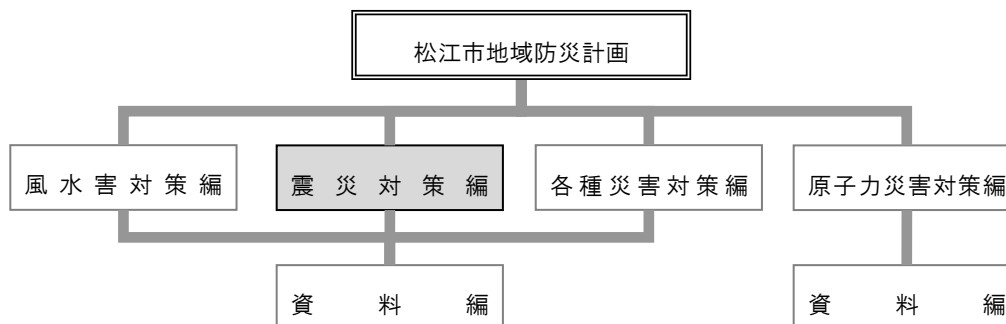 松江市地域防災計画
風水害対策編
震災対策編
各種災害対策編
原子力災害対策編
資料編
資料編